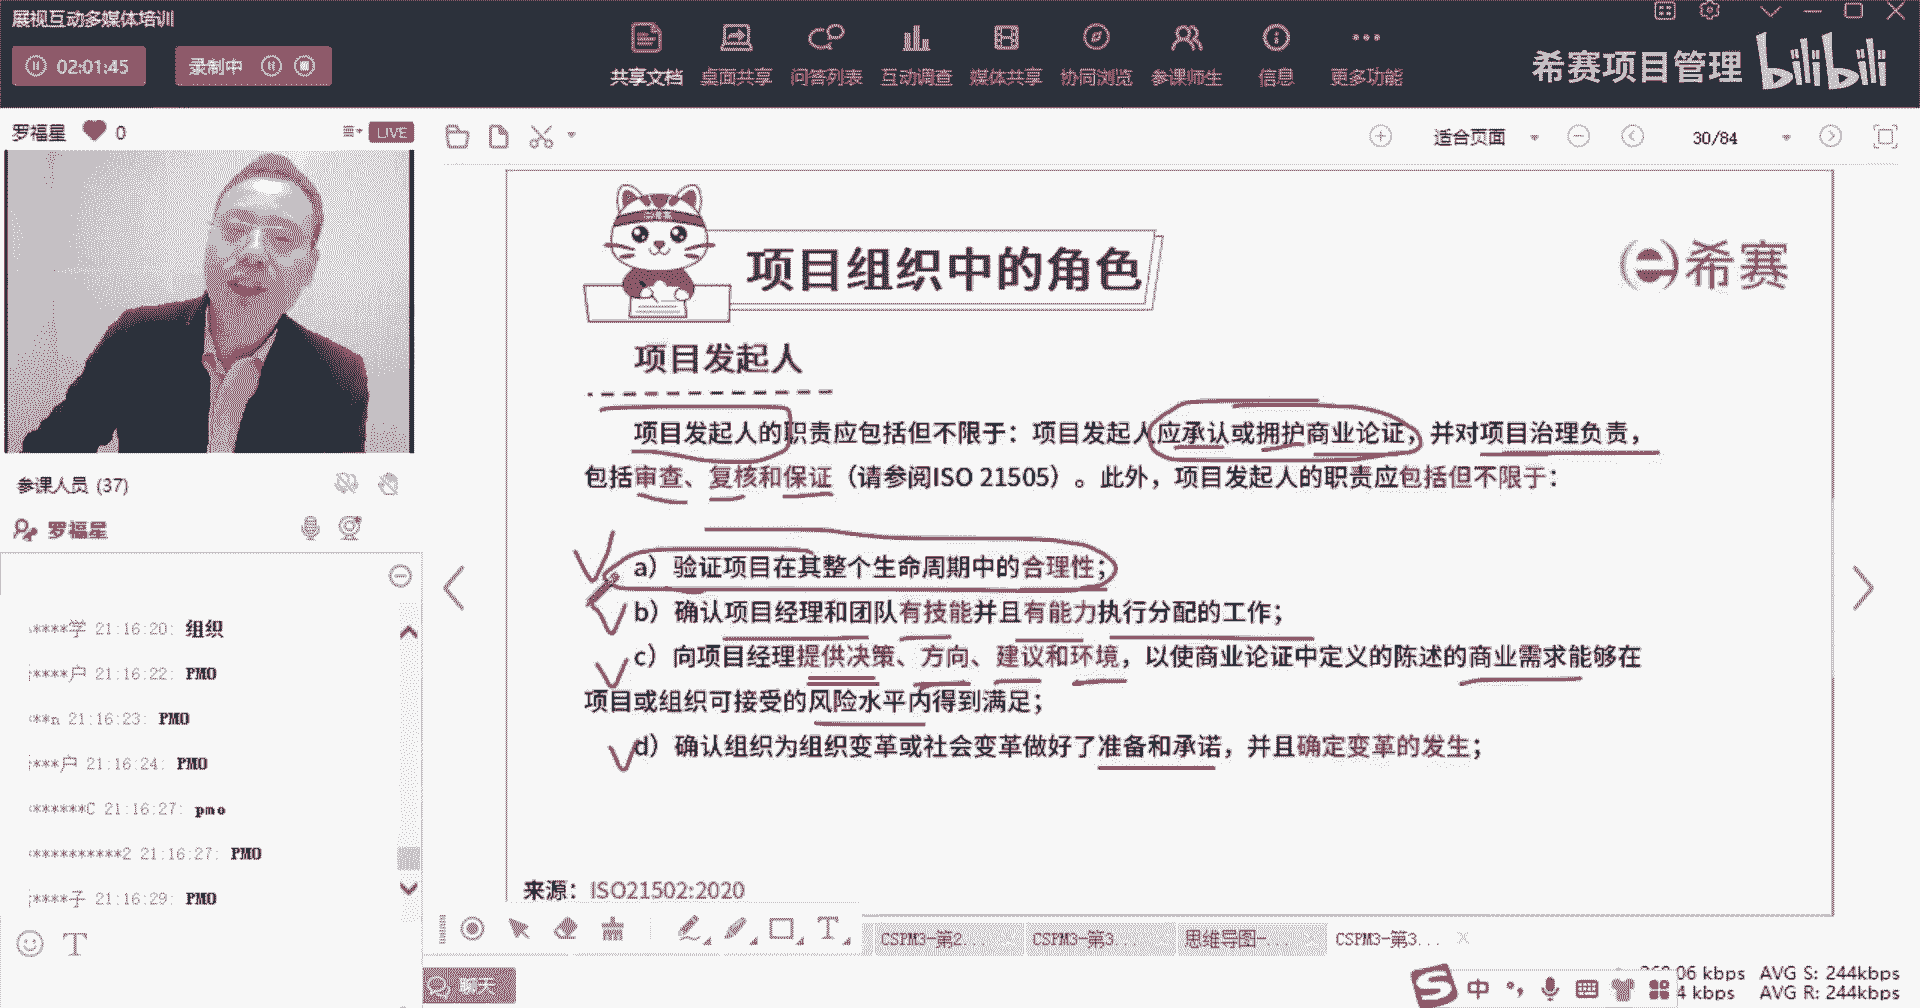 展视互动多媒体培训
02:01:45
录制中
共享文档 桌面共享 问答列表 互动调查 媒体共享 协同浏览 参课师生 信息 更多功能
希赛项目管理 bilibili
罗福星 0 LIVE
适合页面 30/84
项目组织中的角色
希赛
项目发起人
项目发起人的职责应包括但不限于：项目发起人应承认或拥护商业论证，并对项目治理负责，
包括审查、复核和保证（请参阅ISO 21505）。此外，项目发起人的职责应包括但不限于：
a）验证项目在其整个生命周期中的合理性；
b）确认项目经理和团队有技能并且有能力执行分配的工作；
c）向项目经理提供决策、方向、建议和环境，以使商业论证中定义的陈述的商业需求能够在
项目或组织可接受的风险水平内得到满足；
d）确认组织为组织变革或社会变革做好了准备和承诺，并且确定变革的发生；
来源：ISO21502:2020
参课人员 (37)
罗福星
****学 21:16:20: 组织
****户 21:16:22: PMO
**n 21:16:23: PMO
***户 21:16:24: PMO
******C 21:16:27: pmo
**********2 21:16:27: PMO
****子 21:16:29: PMO
T
CSPM3-第2... CSPM3-第3... 思维导图-... CSPM3-第3...
聊天
中
06 kbps AVG S: 244kbps
4 kbps AVG R: 244kbps